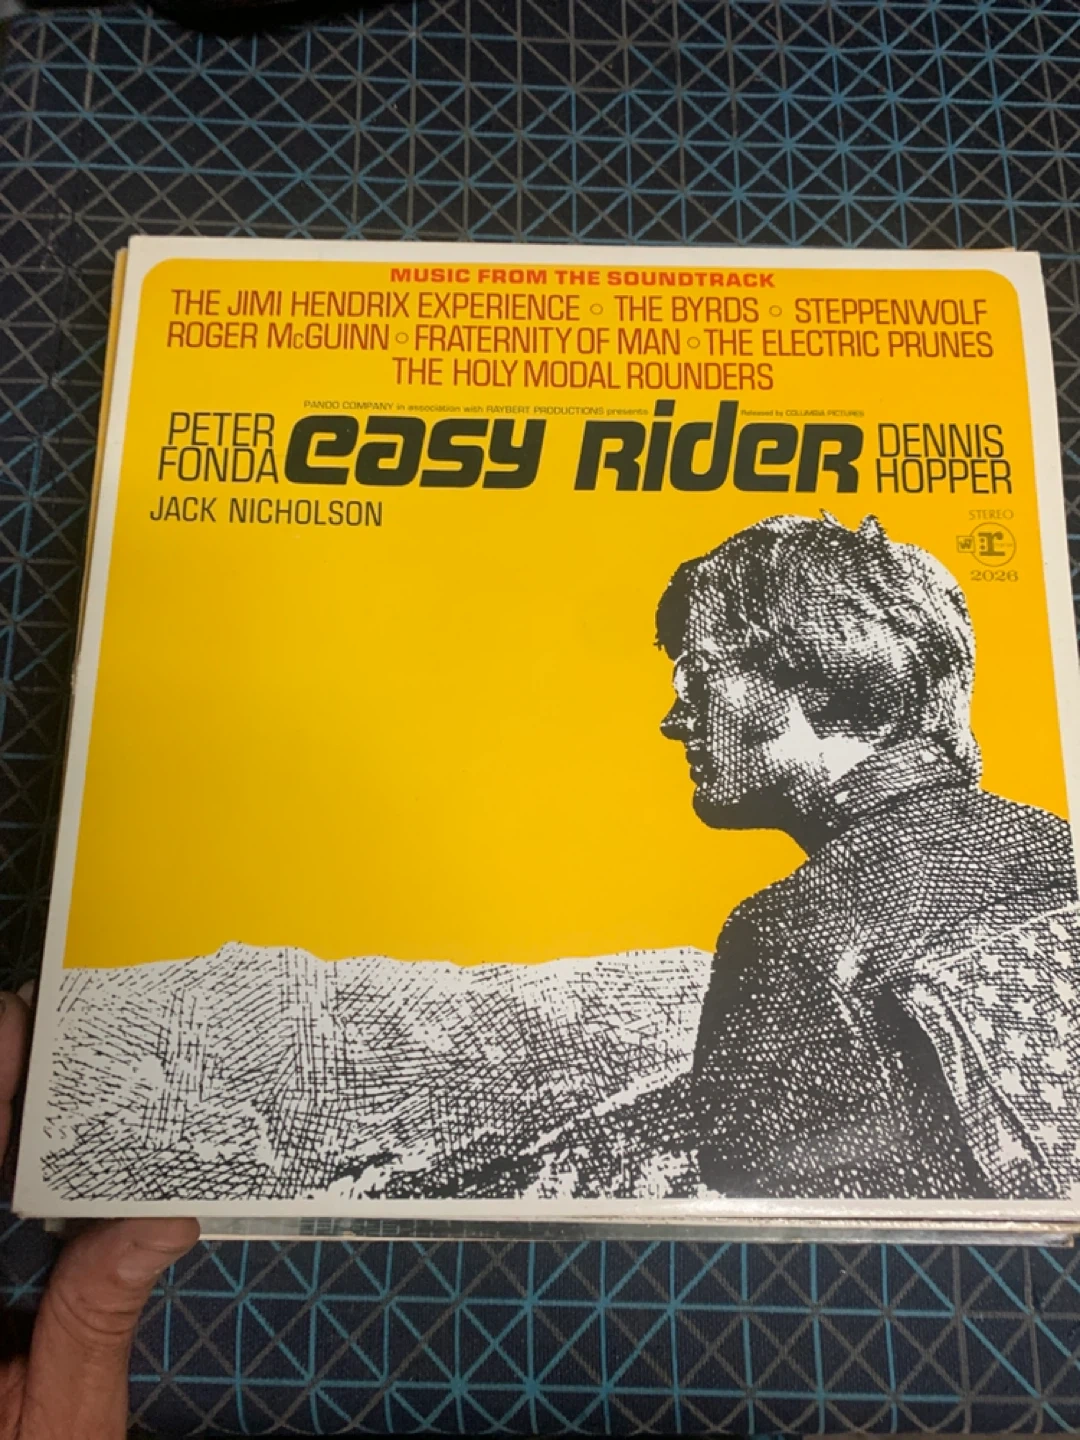 MUSIC FROM THE SOUNDTRACK
THE JIMI HENDRIX EXPERIENCE ○ THE BYRDS ○ STEPPENWOLF
ROGER McGUINN ○ FRATERNITY OF MAN ○ THE ELECTRIC PRUNES
THE HOLY MODAL ROUNDERS
PANDO COMPANY in association with RAYBERT PRODUCTIONS presents
Released by COLUMBIA PICTURES
PETER FONDA
easy RideR
DENNIS HOPPER
JACK NICHOLSON
STEREO
W7
r
2026